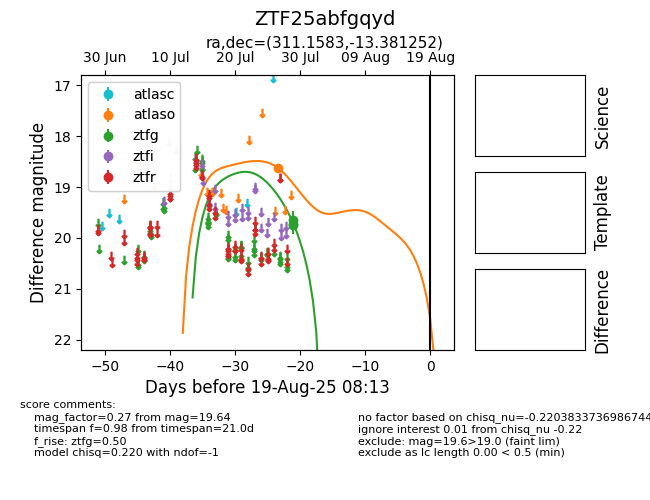 ZTF25abfgqyd
ra,dec=(311.1583,-13.381252)
30 Jun 10 Jul 20 Jul 30 Jul 09 Aug 19 Aug
17
18
19
20
21
22
Difference magnitude
atlasc
atlaso
ztfg
ztfi
ztfr
−50 −40 −30 −20 −10 0
Days before 19-Aug-25 08:13
Science
Template
Difference
score comments:
mag_factor=0.27 from mag=19.64
timespan f=0.98 from timespan=21.0d
f_rise: ztfg=0.50
model chisq=0.220 with ndof=-1
no factor based on chisq_nu=-0.2203833736986744
ignore interest 0.01 from chisq_nu -0.22
exclude: mag=19.6>19.0 (faint lim)
exclude as lc length 0.00 < 0.5 (min)